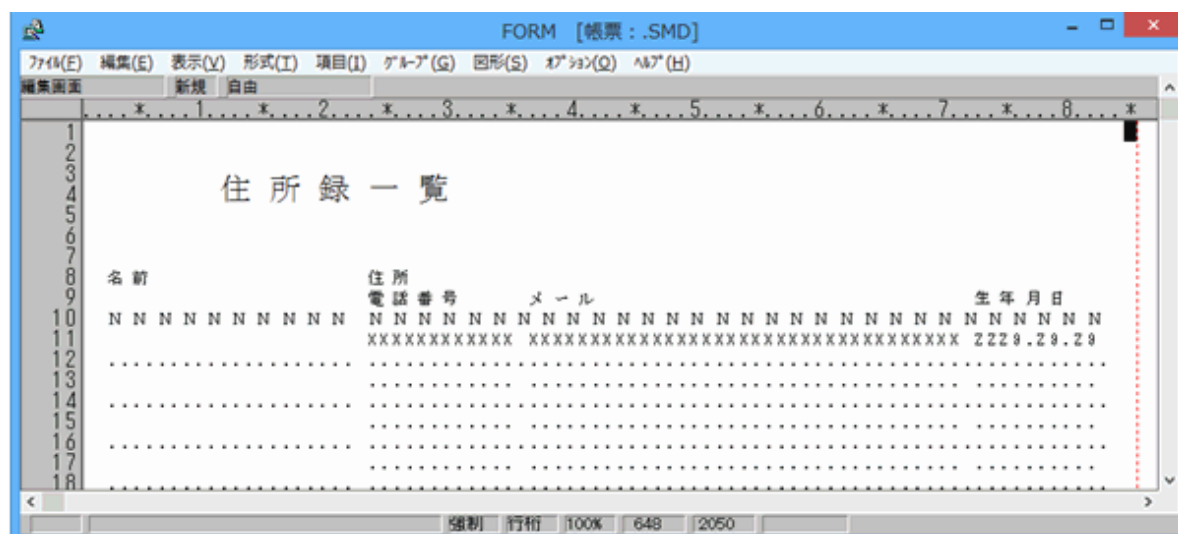 FORM [帳票：.SMD]
ﾌｧｲﾙ(F) 編集(E) 表示(V) 形式(T) 項目(I) ｸﾞﾙｰﾌﾟ(G) 図形(S) ｵﾌﾟｼｮﾝ(O) ﾍﾙﾌﾟ(H)
編集画面 新規 自由
....*....1....*....2....*....3....*....4....*....5....*....6....*....7....*....8....*
1
2
3
住所録一覧
4
5
6
7
8 名前 住所
9 電話番号 メール 生年月日
10 N N N N N N N N N N N N N N N N N N N N N N N N N N N N N N N N N N N N N N N N
11 XXXXXXXXXXXX XXXXXXXXXXXXXXXXXXXXXXXXXXXXXXXXXXX ZZZ9.Z9.Z9
12 .................... ............................................................
13 ............ ................................... ..........
14 .................... ............................................................
15 ............ ................................... ..........
16 .................... ............................................................
17 ............ ................................... ..........
18 .................... ............................................................
強制 行桁 100% 648 2050